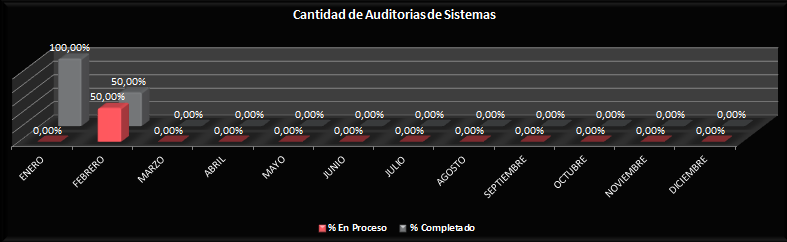 Cantidad de Auditorias de Sistemas
100,00%
50,00% 0,00% 0,00% 0,00% 0,00% 0,00% 0,00% 0,00% 0,00% 0,00% 0,00%
0,00% 50,00% 0,00% 0,00% 0,00% 0,00% 0,00% 0,00% 0,00% 0,00% 0,00% 0,00%
ENERO FEBRERO MARZO ABRIL MAYO JUNIO JULIO AGOSTO SEPTIEMBRE OCTUBRE NOVIEMBRE DICIEMBRE
% En Proceso % Completado